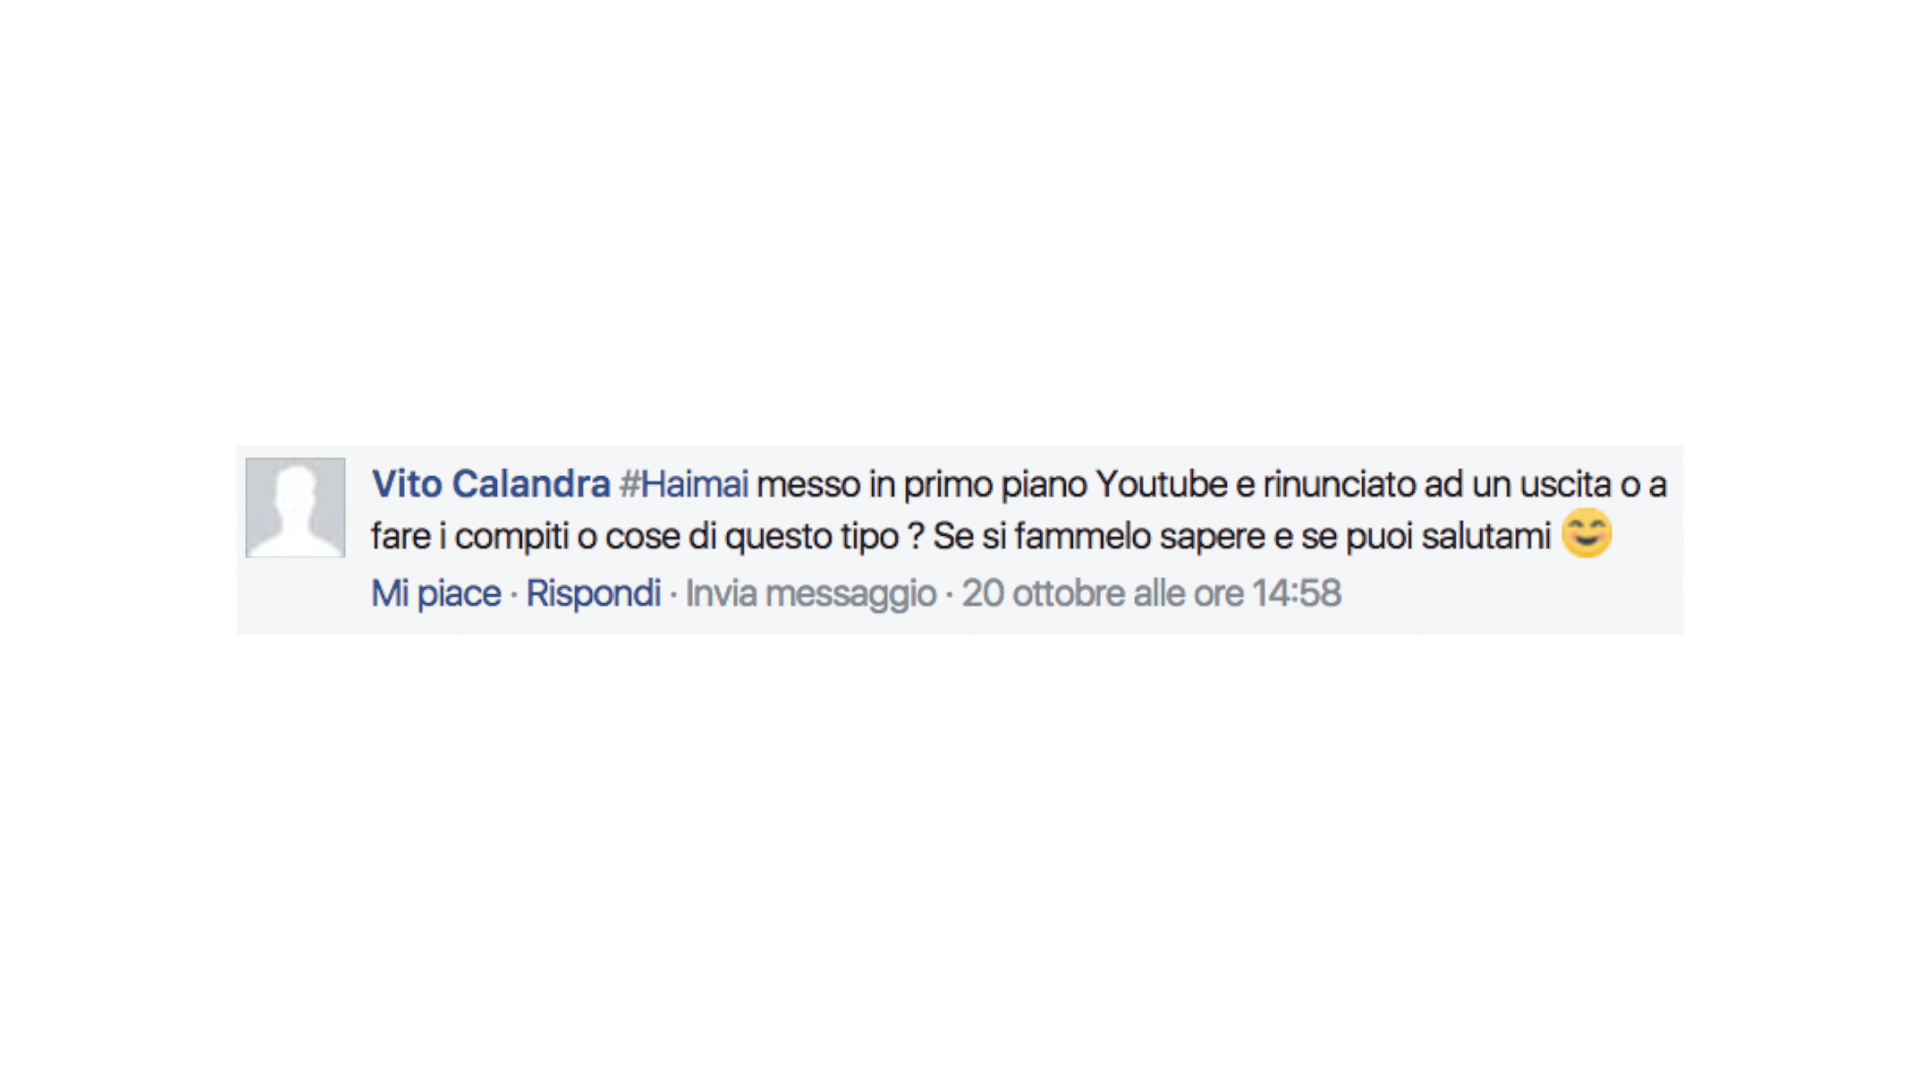 Vito Calandra #Haimai messo in primo piano Youtube e rinunciato ad un uscita o a
fare i compiti o cose di questo tipo ? Se si fammelo sapere e se puoi salutami 😊
Mi piace · Rispondi · Invia messaggio · 20 ottobre alle ore 14:58